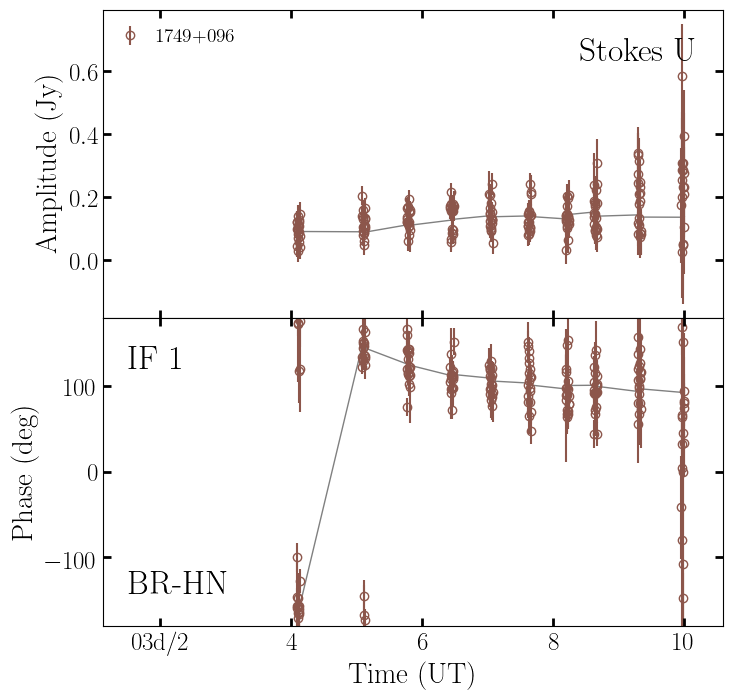 1749+096
Stokes U
Amplitude (Jy)
0.6
0.4
0.2
0.0
IF 1
Phase (deg)
100
0
−100
BR-HN
03d/2 4 6 8 10
Time (UT)